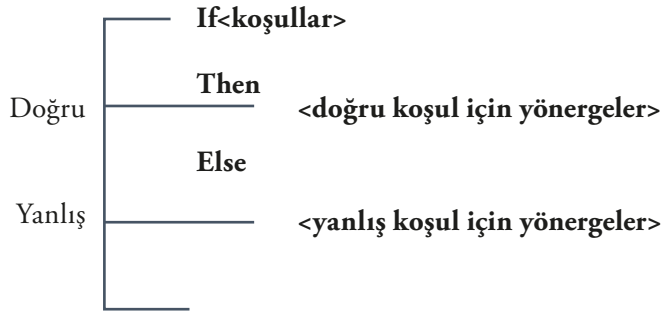 If<koşullar>
Then
Doğru
<doğru koşul için yönergeler>
Else
Yanlış
<yanlış koşul için yönergeler>